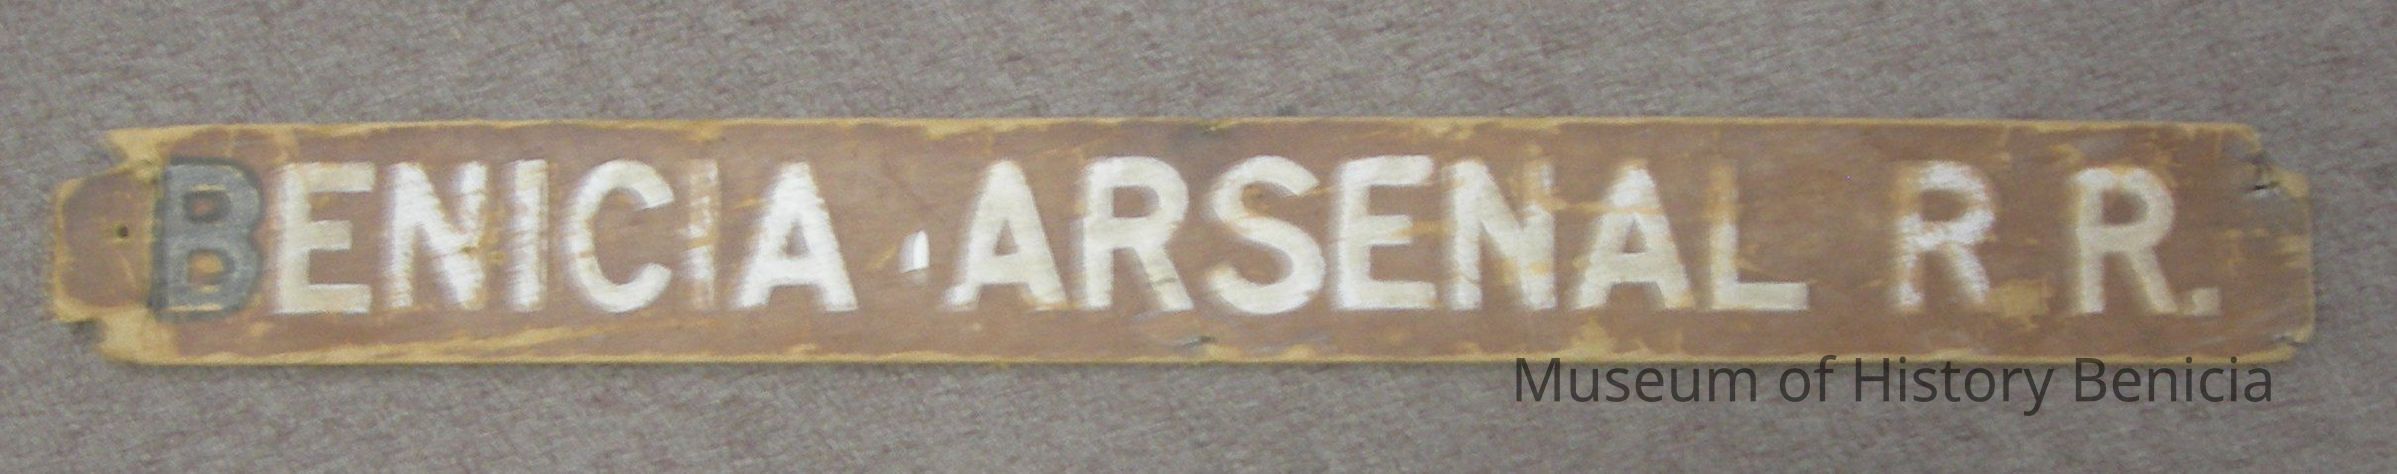 BENICIA ARSENAL R R.
Museum of History Benicia